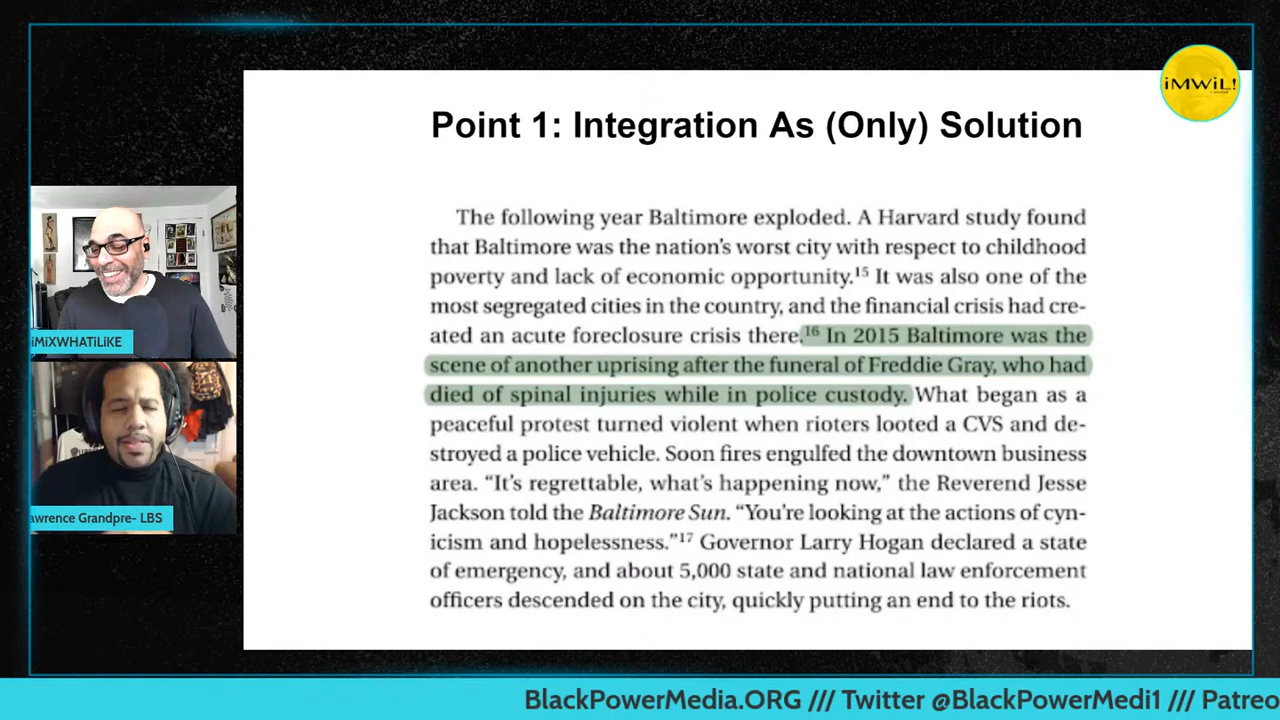 iMWiL!
Point 1: Integration As (Only) Solution
The following year Baltimore exploded. A Harvard study found
that Baltimore was the nation's worst city with respect to childhood
poverty and lack of economic opportunity.15 It was also one of the
most segregated cities in the country, and the financial crisis had cre-
ated an acute foreclosure crisis there.16 In 2015 Baltimore was the
scene of another uprising after the funeral of Freddie Gray, who had
died of spinal injuries while in police custody. What began as a
peaceful protest turned violent when rioters looted a CVS and de-
stroyed a police vehicle. Soon fires engulfed the downtown business
area. “It's regrettable, what's happening now,” the Reverend Jesse
Jackson told the Baltimore Sun. “You're looking at the actions of cyn-
icism and hopelessness.”17 Governor Larry Hogan declared a state
of emergency, and about 5,000 state and national law enforcement
officers descended on the city, quickly putting an end to the riots.
iMiXWHATiLiKE
awrence Grandpre- LBS
BlackPowerMedia.ORG /// Twitter @BlackPowerMedi1 /// Patreo